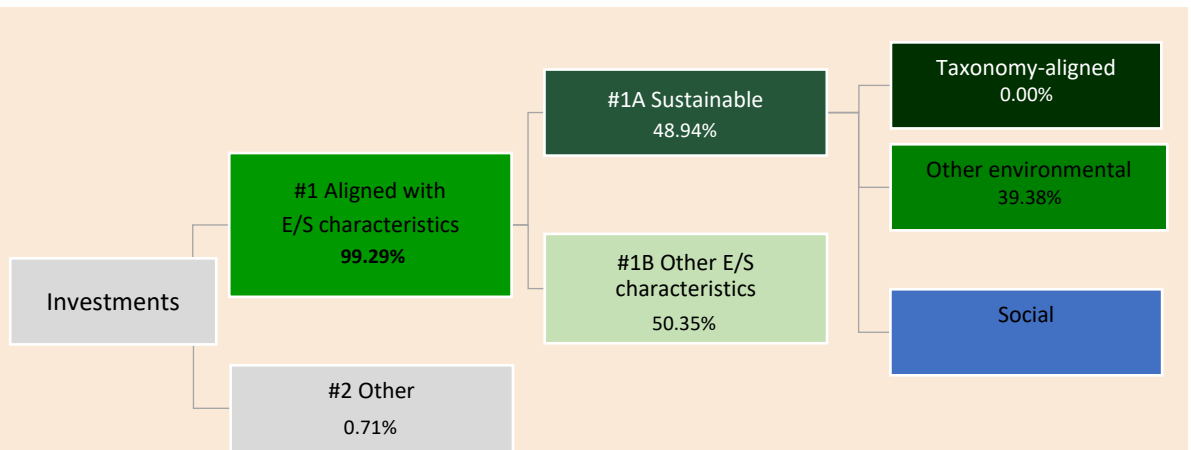 Investments
#1 Aligned with
E/S characteristics
99.29%
#2 Other
0.71%
#1A Sustainable
48.94%
#1B Other E/S
characteristics
50.35%
Taxonomy-aligned
0.00%
Other environmental
39.38%
Social